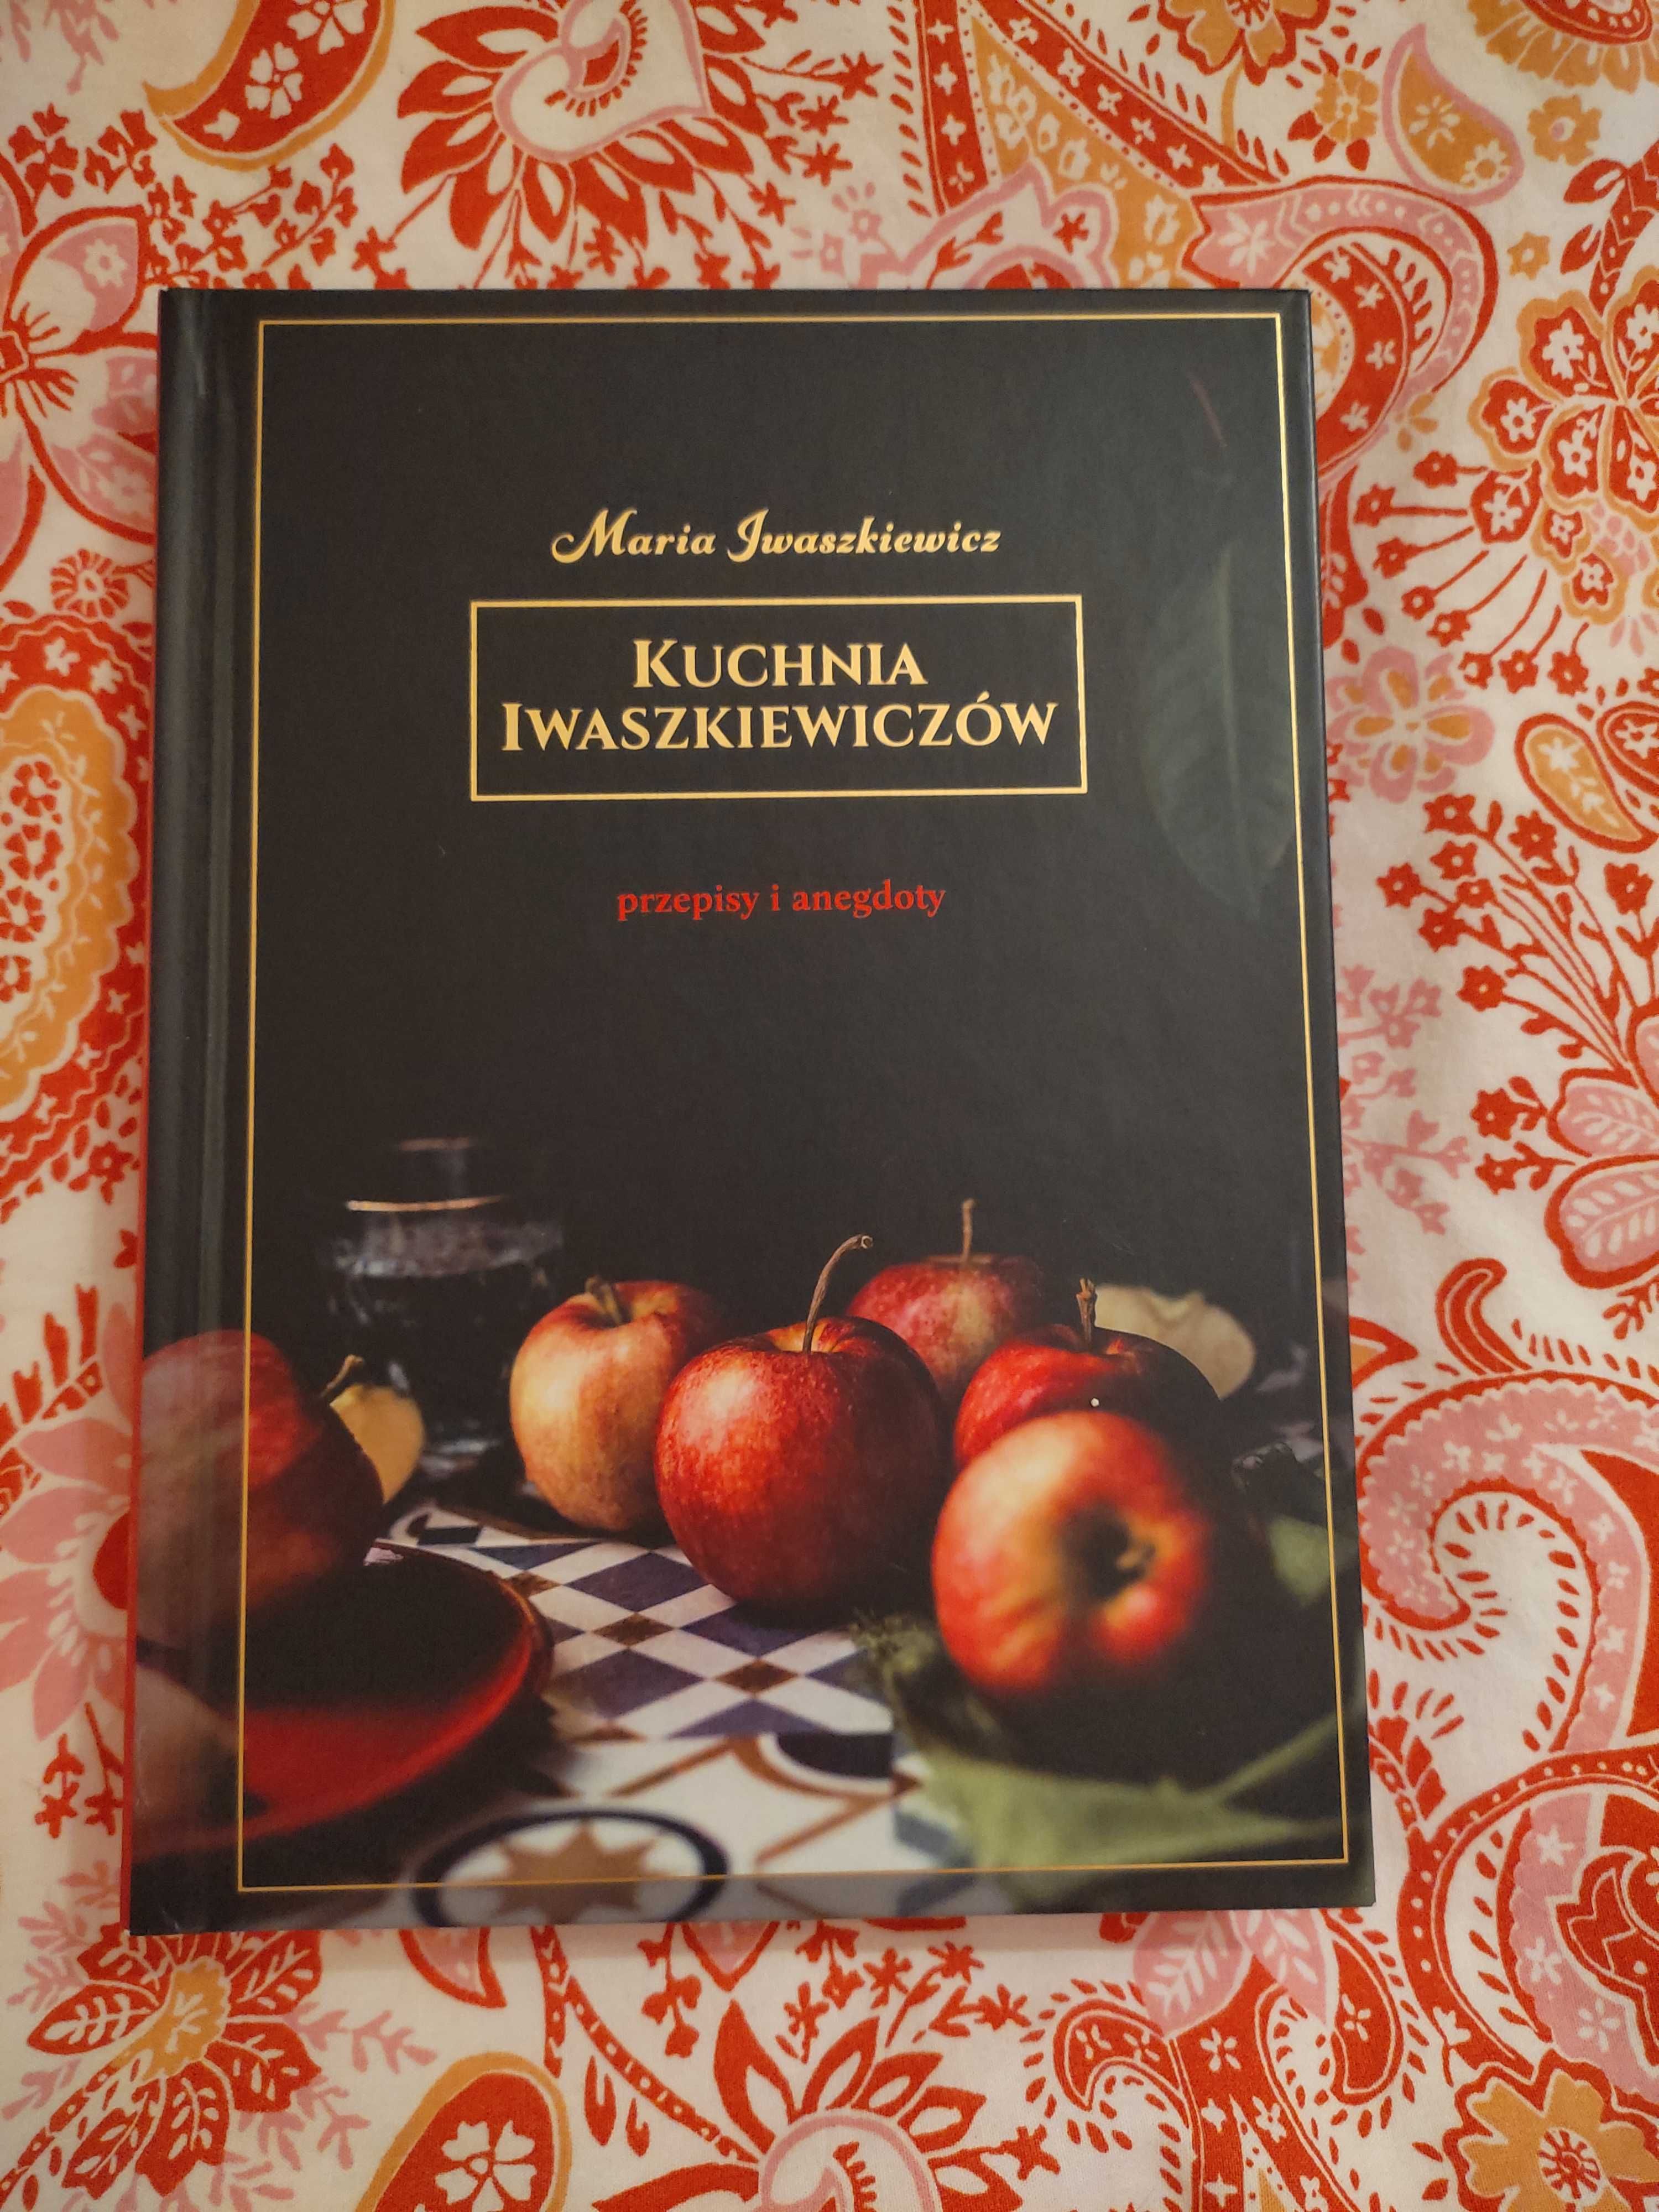 Maria Iwaszkiewicz
KUCHNIA
IWASZKIEWICZÓW
przepisy i anegdoty